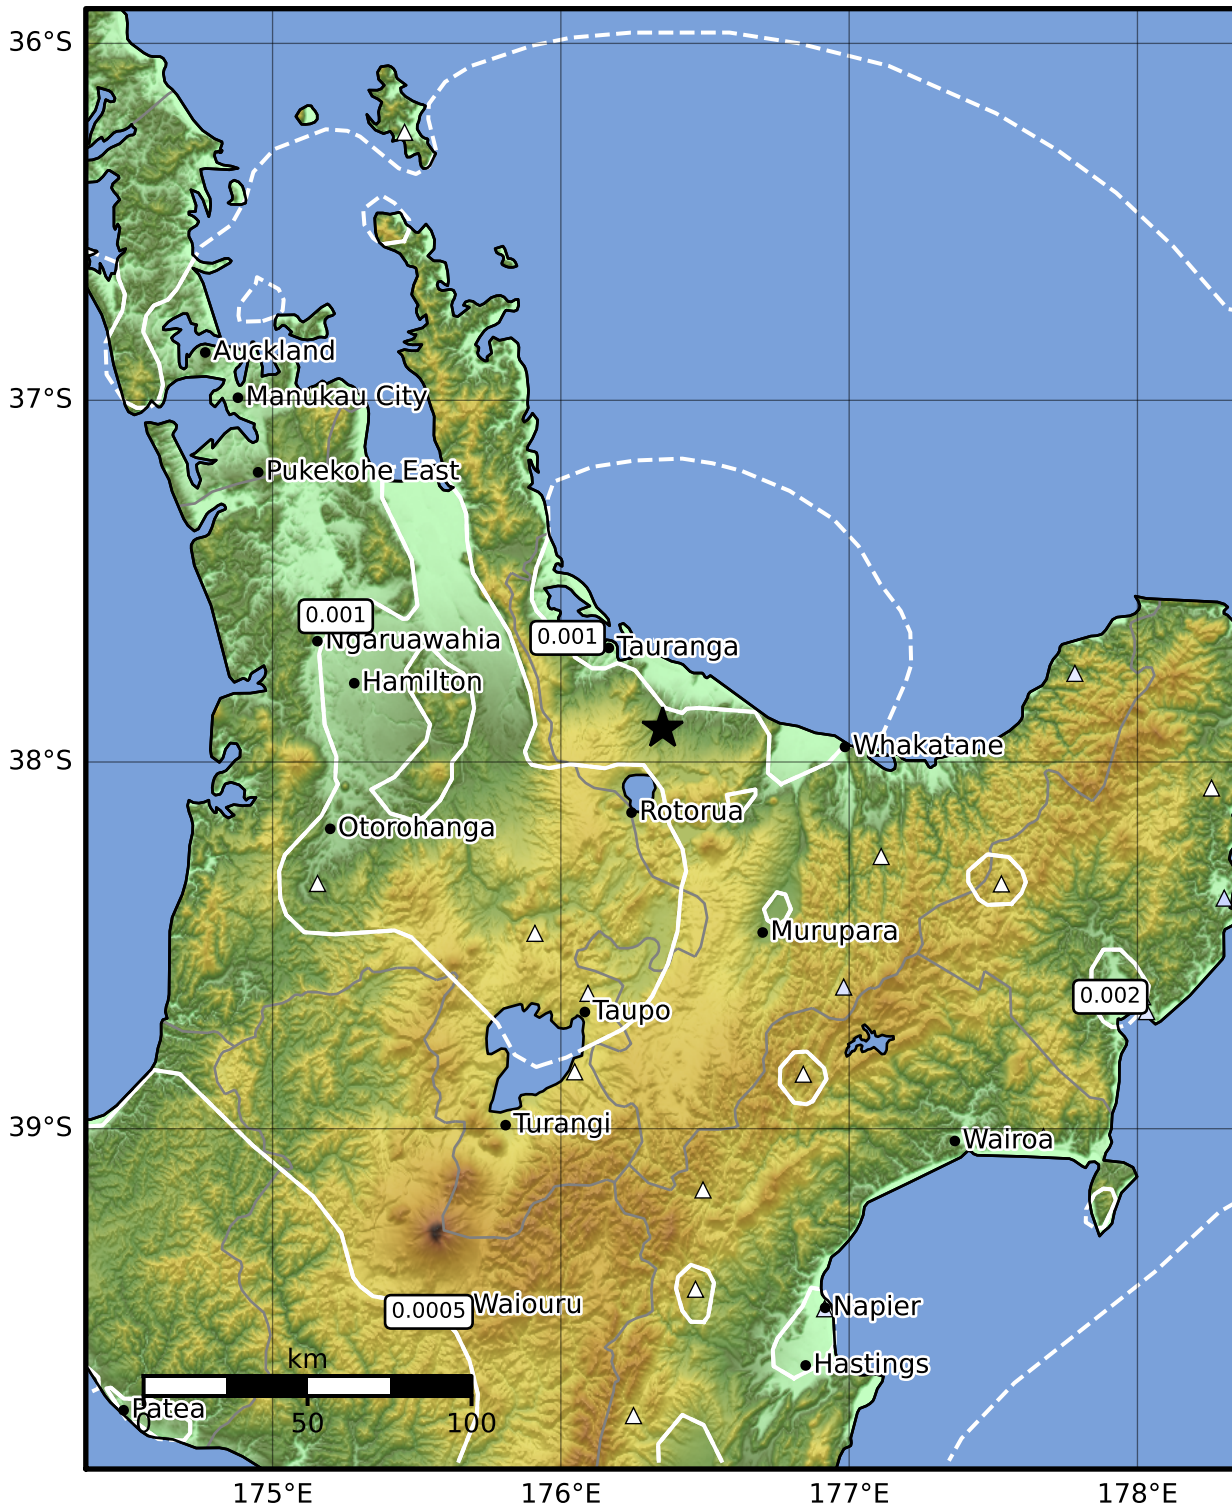 36°S
Auckland
Manukau City
37°S
Pukekohe East
0.001
Ngaruawahia
0.001
Tauranga
Hamilton
Whakatane
38°S
Rotorua
Otorohanga
Murupara
0.002
Taupo
Turangi
39°S
Wairoa
0.0005
Waiouru
Napier
km
Hastings
Patea
0
50
100
175°E
176°E
177°E
178°E